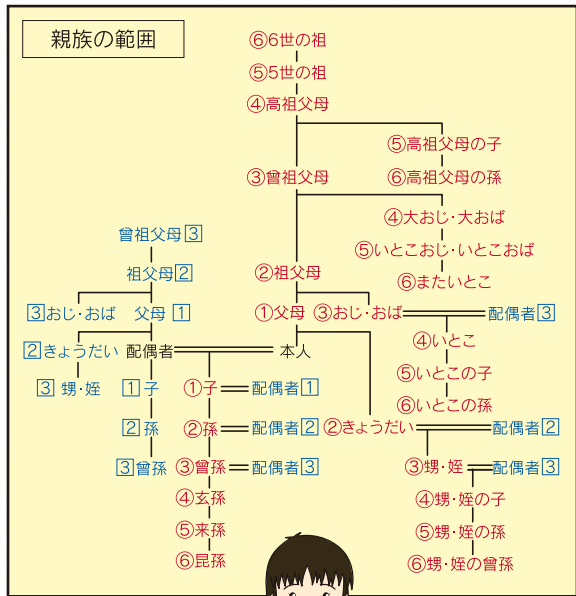 親族の範囲
⑥6世の祖
⑤5世の祖
④高祖父母
⑤高祖父母の子
⑥高祖父母の孫
③曾祖父母
④大おじ・大おば
⑤いとこおじ・いとこおば
⑥またいとこ
曾祖父母3
祖父母2
②祖父母
3おじ・おば 父母 1 ①父母 ③おじ・おば 配偶者3
④いとこ
2きょうだい 配偶者 本人
⑤いとこの子
3 甥・姪 1子 ①子 配偶者1
⑥いとこの孫
2孫 ②孫 配偶者2 ②きょうだい 配偶者2
3曾孫 ③曾孫 配偶者3 ③甥・姪 配偶者3
④玄孫 ④甥・姪の子
⑤来孫 ⑤甥・姪の孫
⑥昆孫 ⑥甥・姪の曾孫